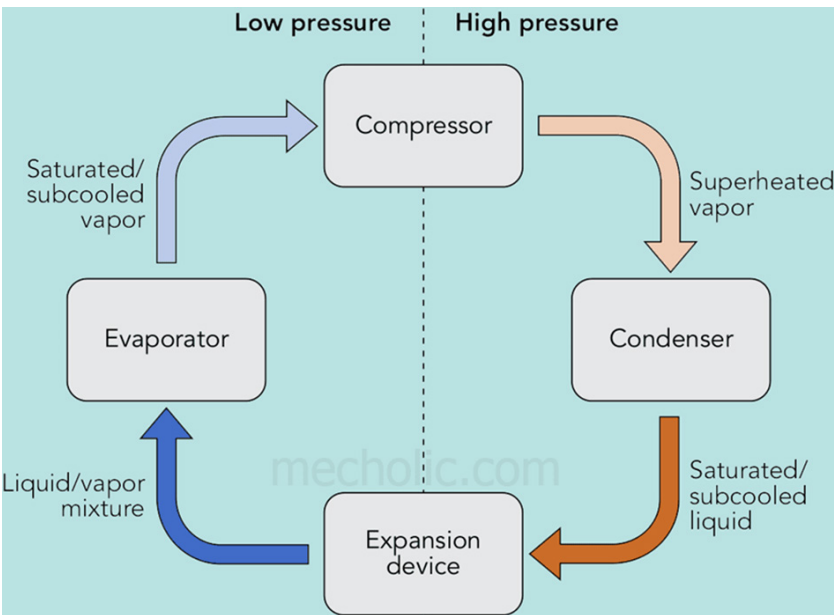 Low pressure
High pressure
Compressor
Saturated/
subcooled
vapor
Superheated
vapor
Evaporator
Condenser
mecholic.com
Liquid/vapor
mixture
Saturated/
subcooled
liquid
Expansion
device